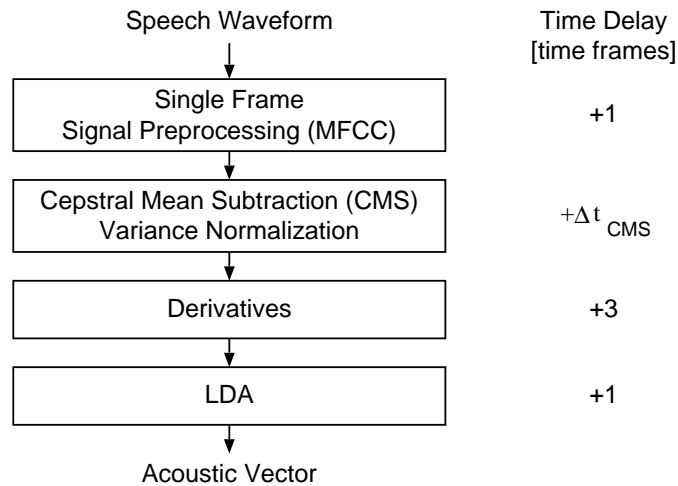 Speech Waveform
Time Delay
[time frames]
Single Frame
Signal Preprocessing (MFCC)
+1
Cepstral Mean Subtraction (CMS)
Variance Normalization
+Δ t CMS
Derivatives
+3
LDA
+1
Acoustic Vector